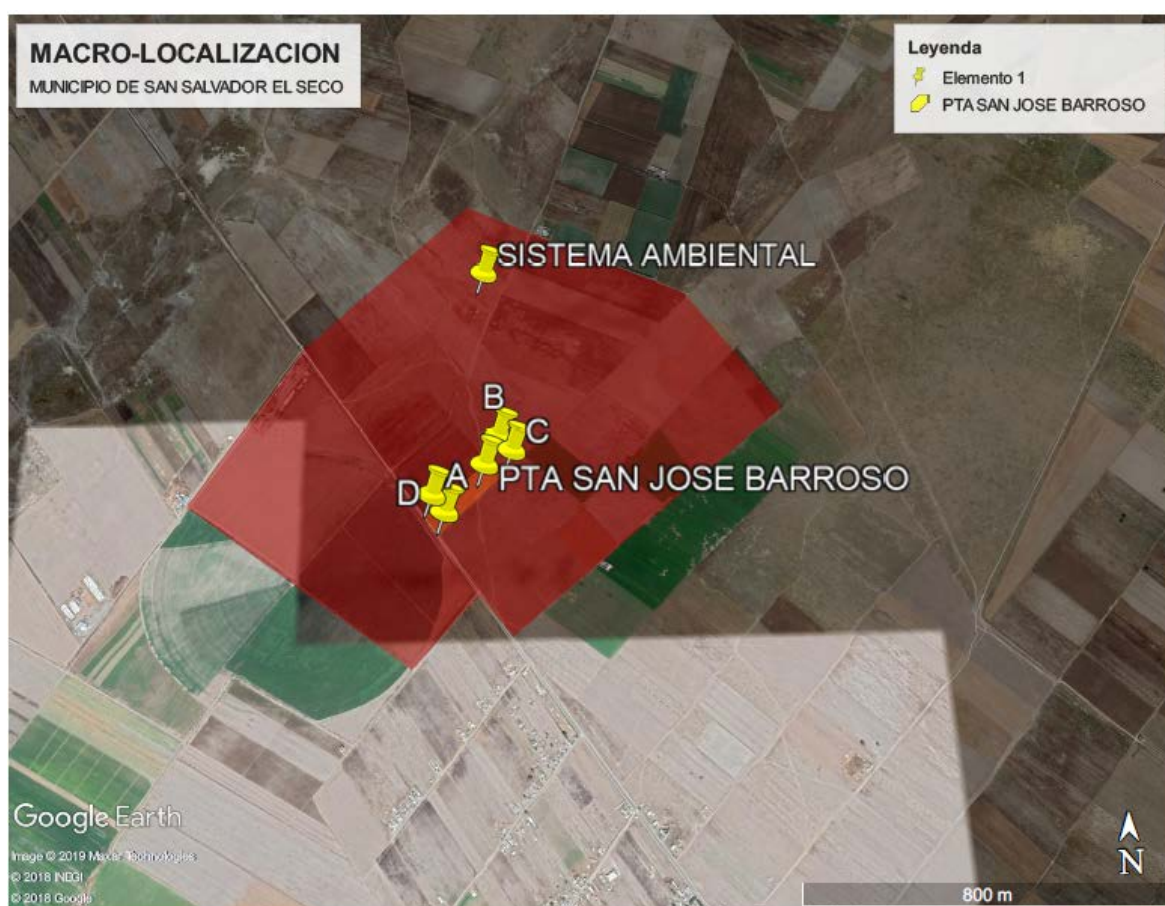 MACRO-LOCALIZACION
MUNICIPIO DE SAN SALVADOR EL SECO
Leyenda
Elemento 1
PTA SAN JOSE BARROSO
SISTEMA AMBIENTAL
B
C
A
PTA SAN JOSE BARROSO
D
Google Earth
Image © 2019 Maxar Technologies
© 2018 INEGI
© 2018 Google
N
800 m